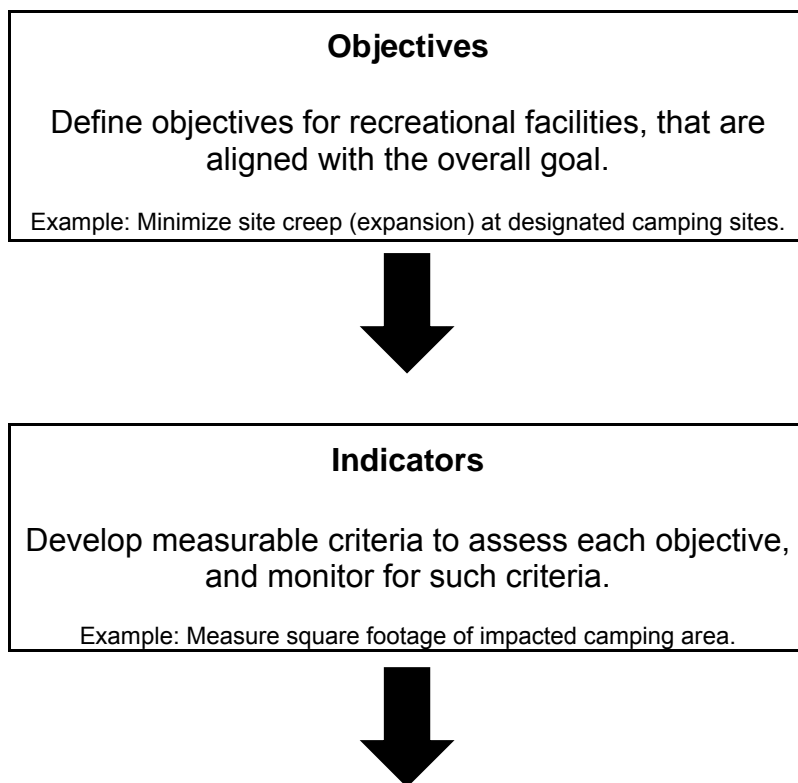 Objectives
Define objectives for recreational facilities, that are
aligned with the overall goal.
Example: Minimize site creep (expansion) at designated camping sites.
Indicators
Develop measurable criteria to assess each objective,
and monitor for such criteria.
Example: Measure square footage of impacted camping area.